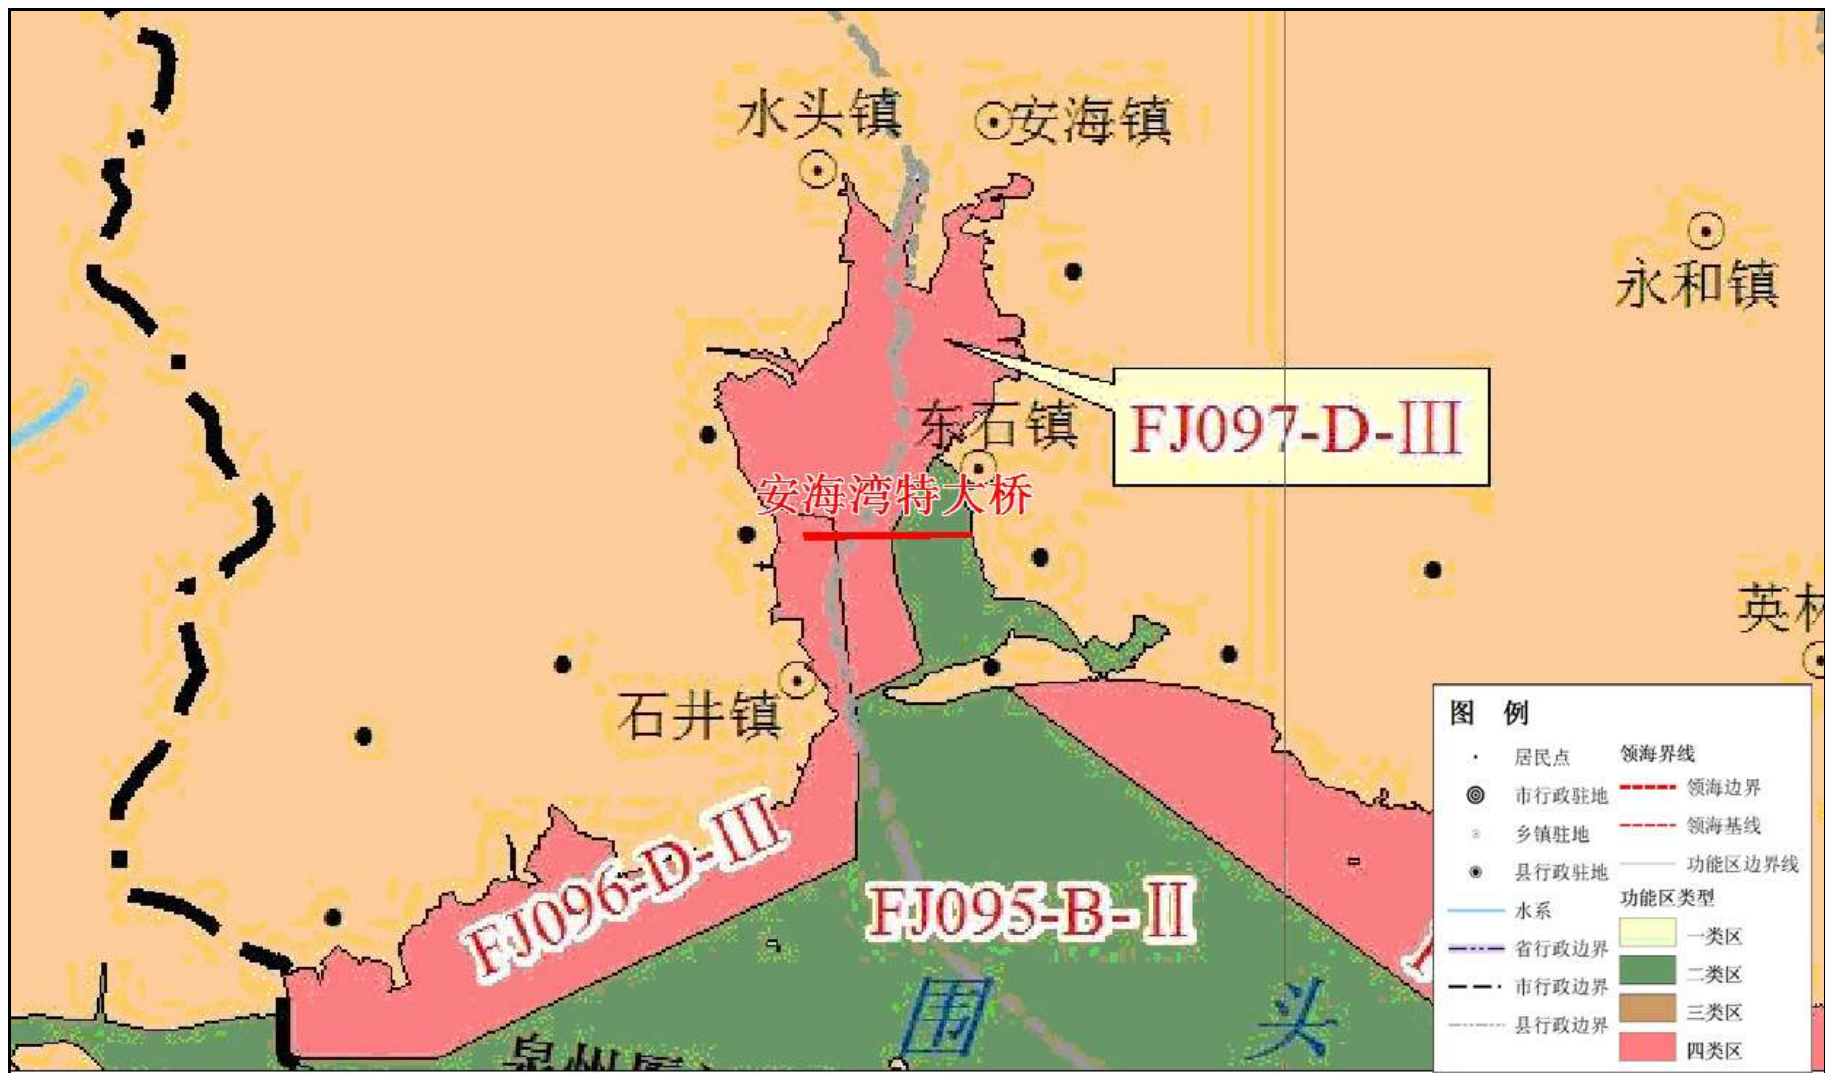 水头镇
安海镇
永和镇
FJ097-D-III
东石镇
安海湾特大桥
石井镇
FJ096-D-III
FJ095-B-II
围 头
图 例
居民点
市行政驻地
乡镇驻地
县行政驻地
水系
省行政边界
市行政边界
县行政边界
领海界线
领海边界
领海基线
功能区边界线
功能区类型
一类区
二类区
三类区
四类区